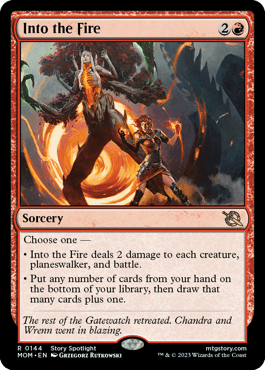 Into the Fire 2
Sorcery
Choose one —
• Into the Fire deals 2 damage to each creature,
planeswalker, and battle.
• Put any number of cards from your hand on
the bottom of your library, then draw that
many cards plus one.
The rest of the Gatewatch retreated. Chandra and
Wrenn went in blazing.
R 0144 Story Spotlight mtgstory.com
MOM • EN GRZEGORZ RUTKOWSKI ™ & © 2023 Wizards of the Coast